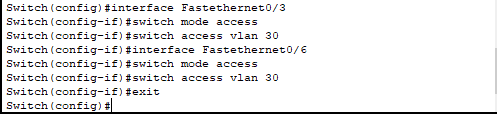 Switch(config)#interface Fastethernet0/3
Switch(config-if)#switch mode access
Switch(config-if)#switch access vlan 30
Switch(config-if)#interface Fastethernet0/6
Switch(config-if)#switch mode access
Switch(config-if)#switch access vlan 30
Switch(config-if)#exit
Switch(config)#